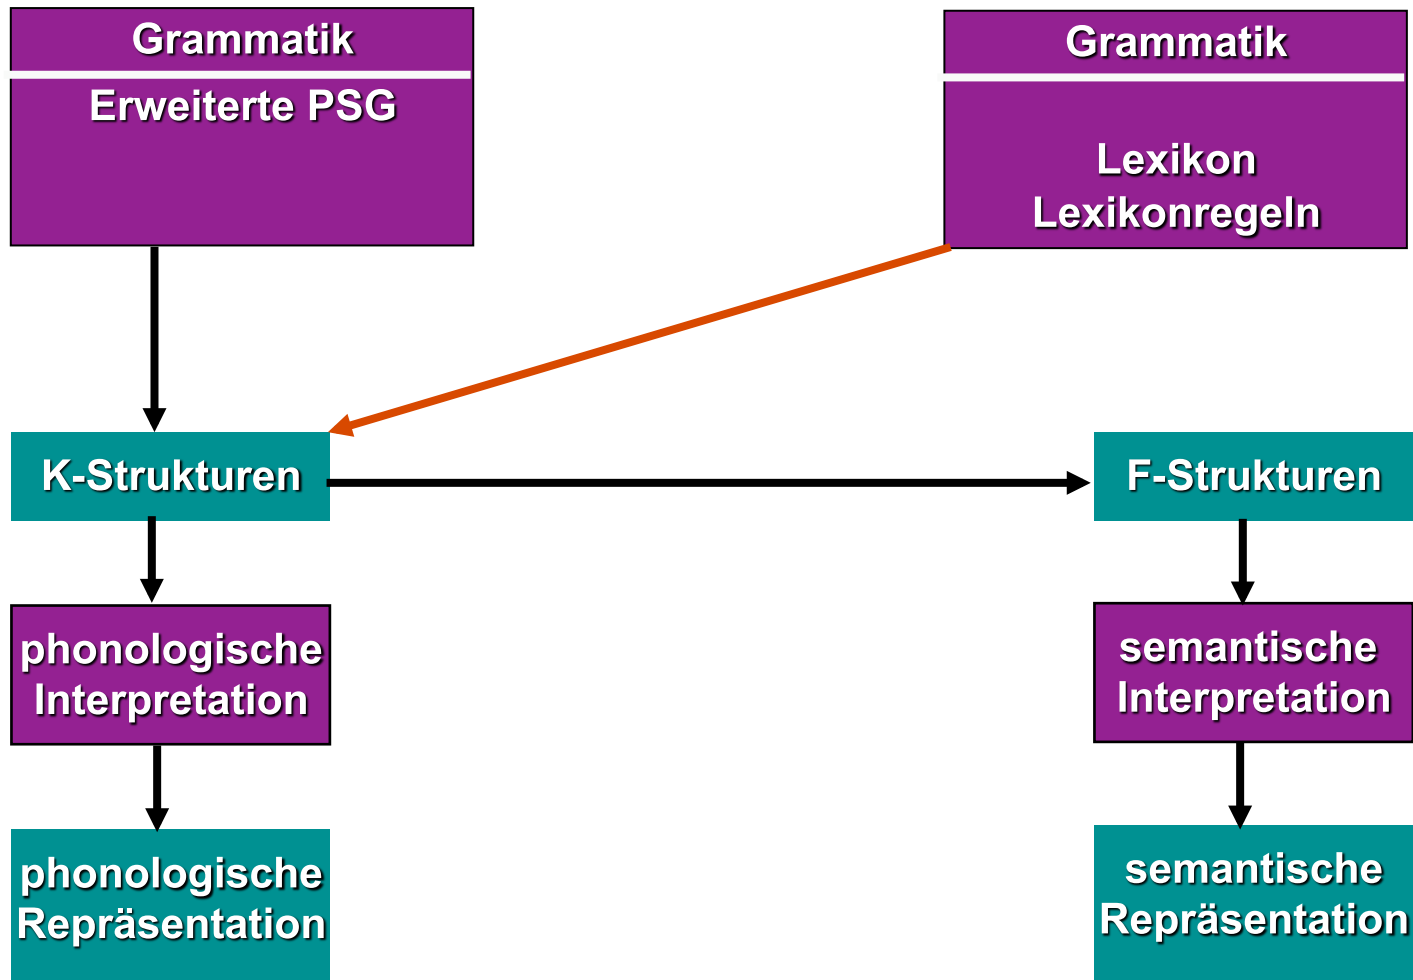 Grammatik
Erweiterte PSG
Grammatik
Lexikon
Lexikonregeln
K-Strukturen
F-Strukturen
phonologische
Interpretation
semantische
Interpretation
phonologische
Repräsentation
semantische
Repräsentation